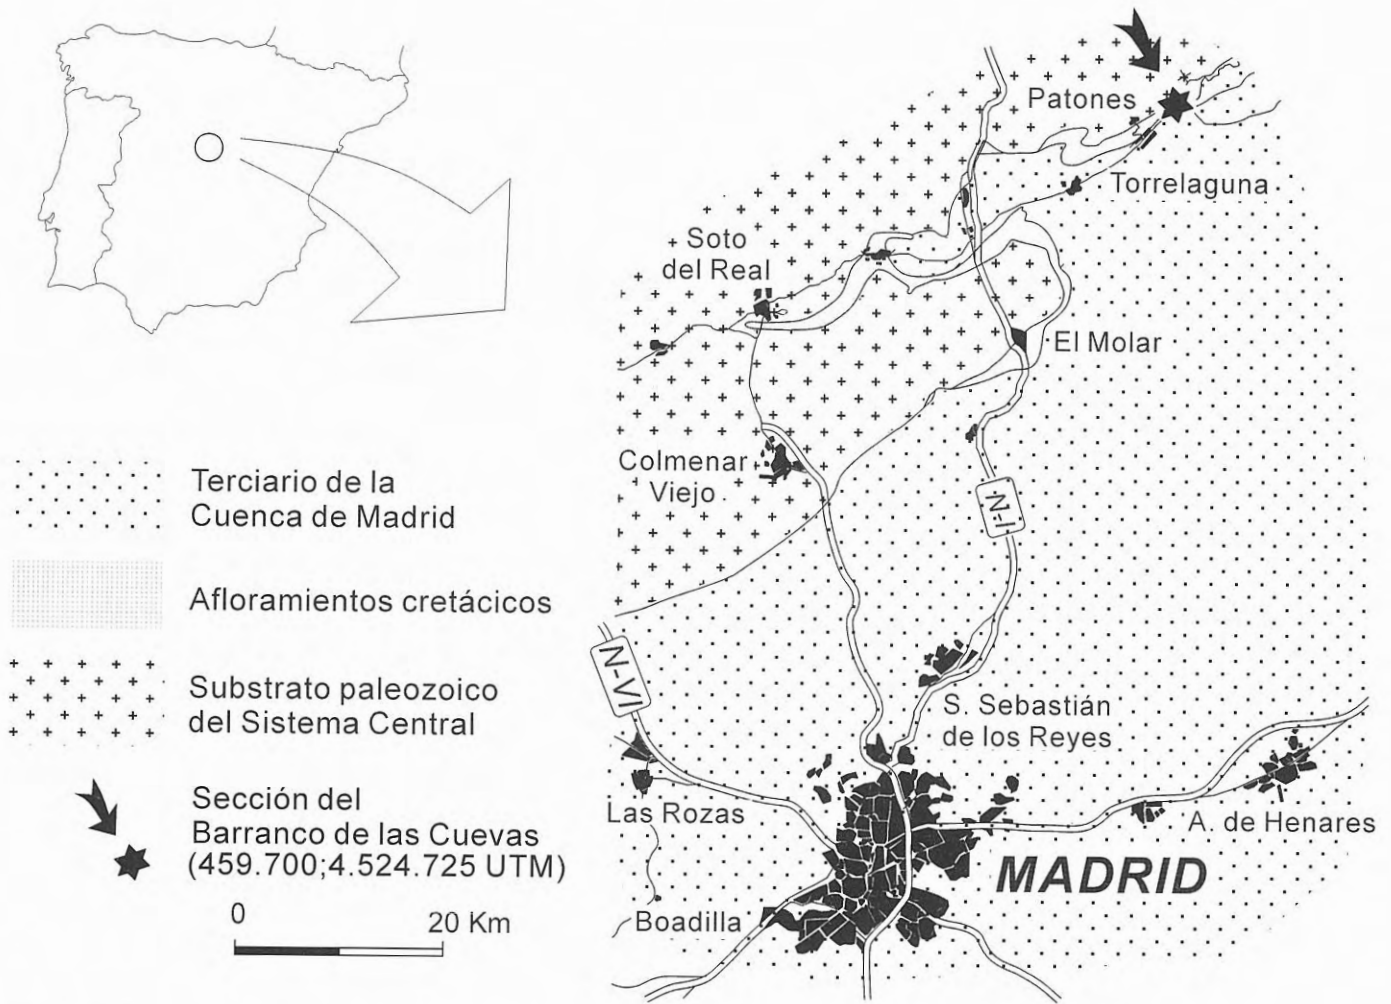 Patones
Torrelaguna
Soto
del Real
El Molar
Colmenar
Viejo
N-I
N-VI
S. Sebastián
de los Reyes
Las Rozas
A. de Henares
MADRID
Boadilla
Terciario de la
Cuenca de Madrid
Afloramientos cretácicos
Substrato paleozoico
del Sistema Central
Sección del
Barranco de las Cuevas
(459.700;4.524.725 UTM)
0 20 Km